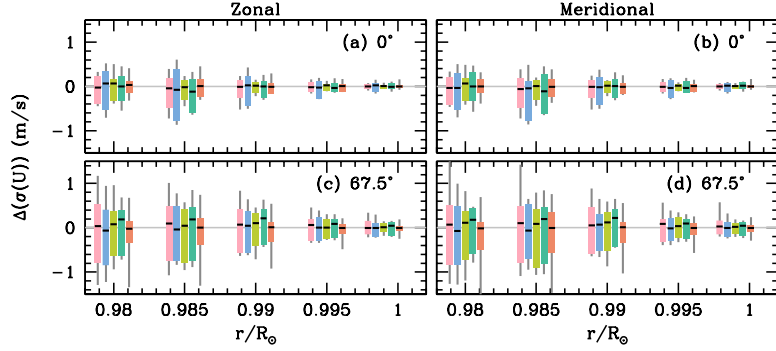 Zonal
Meridional
(a) 0°
(b) 0°
1
0
-1
(c) 67.5°
(d) 67.5°
1
0
-1
Δ(σ(U)) (m/s)
0.98
0.985
0.99
0.995
1
0.98
0.985
0.99
0.995
1
r/R⊙
r/R⊙